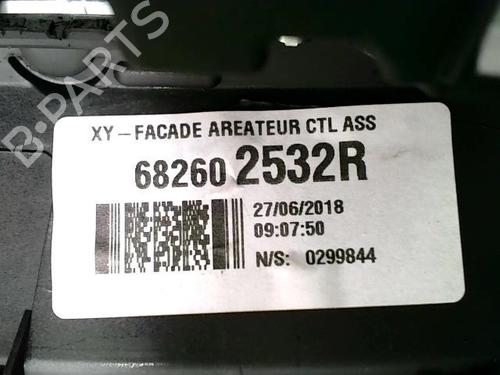 B-PARTS
XY-FACADE AREATEUR CTL ASS
68260 2532R
27/06/2018
09:07:50
N/S: 0299844